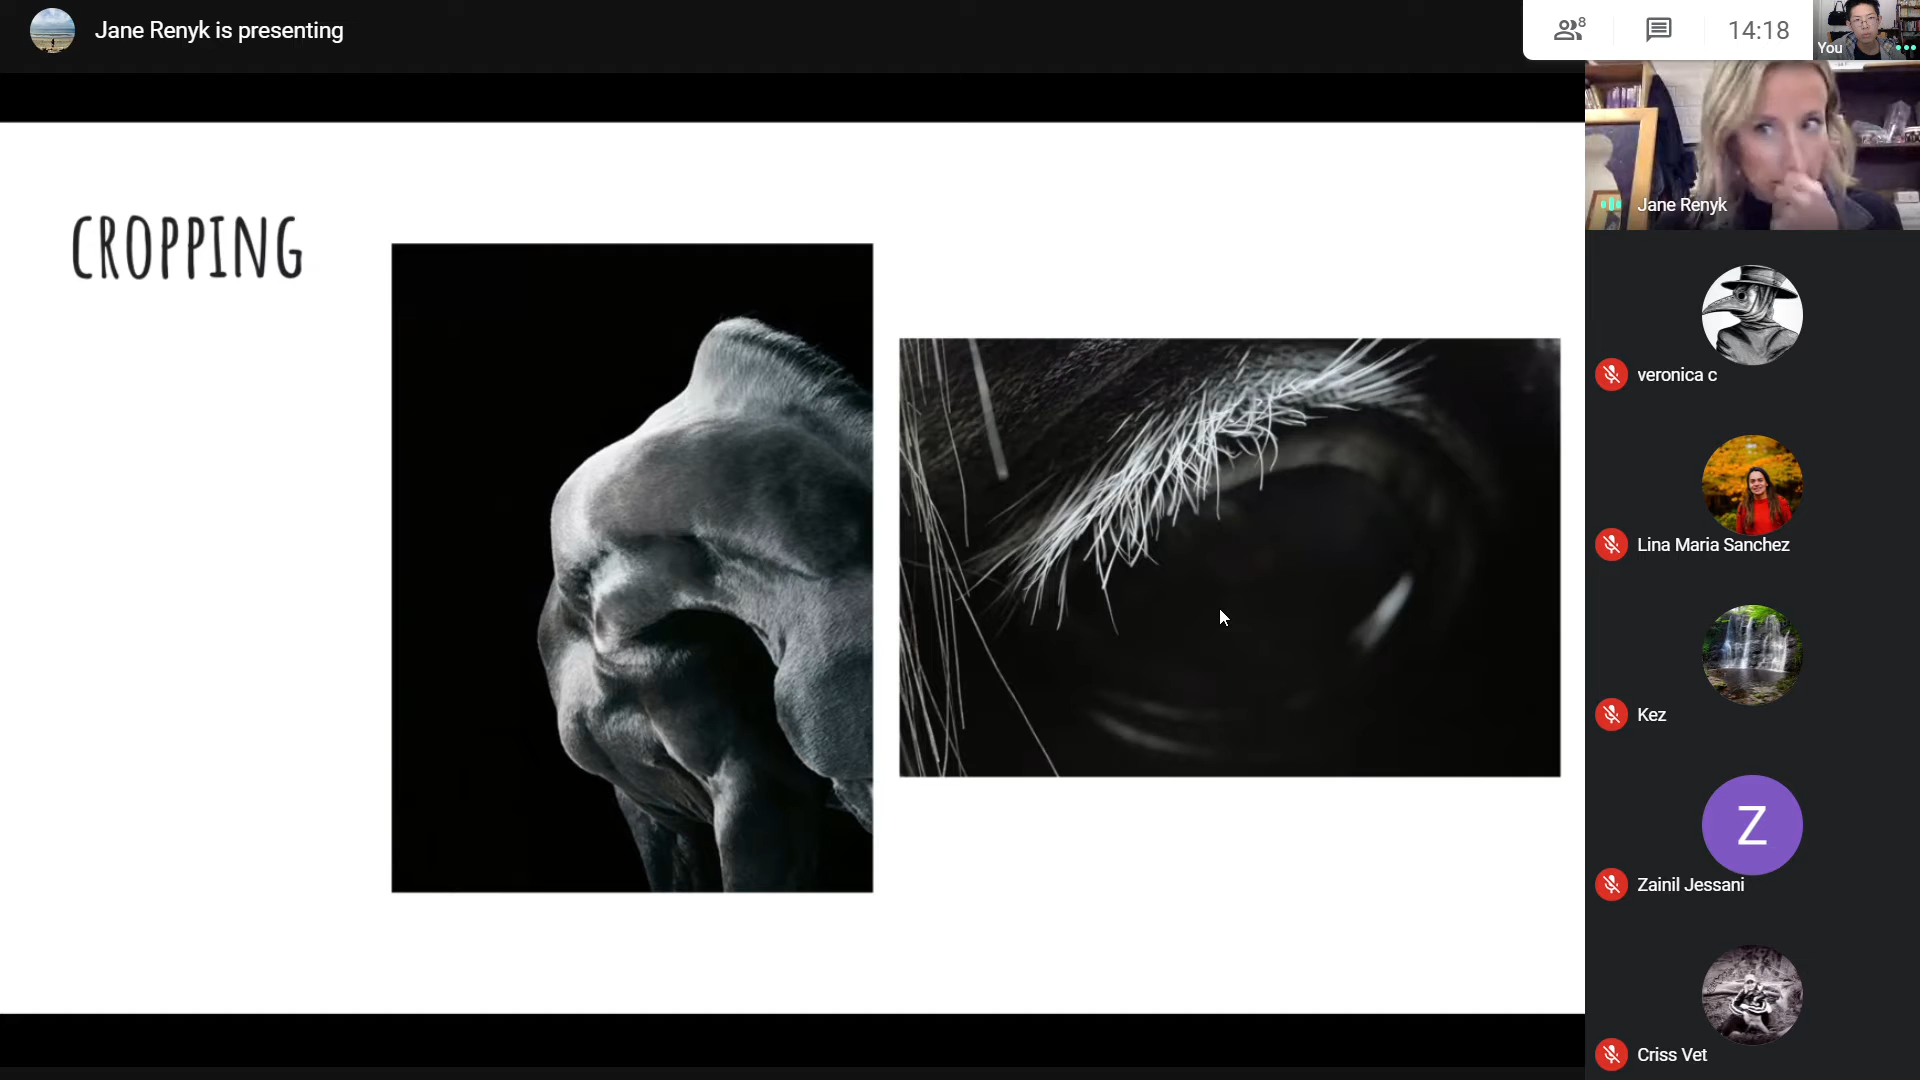 Jane Renyk is presenting
8
14:18
You
CROPPING
Jane Renyk
veronica c
Lina Maria Sanchez
Kez
Z
Zainil Jessani
Criss Vet